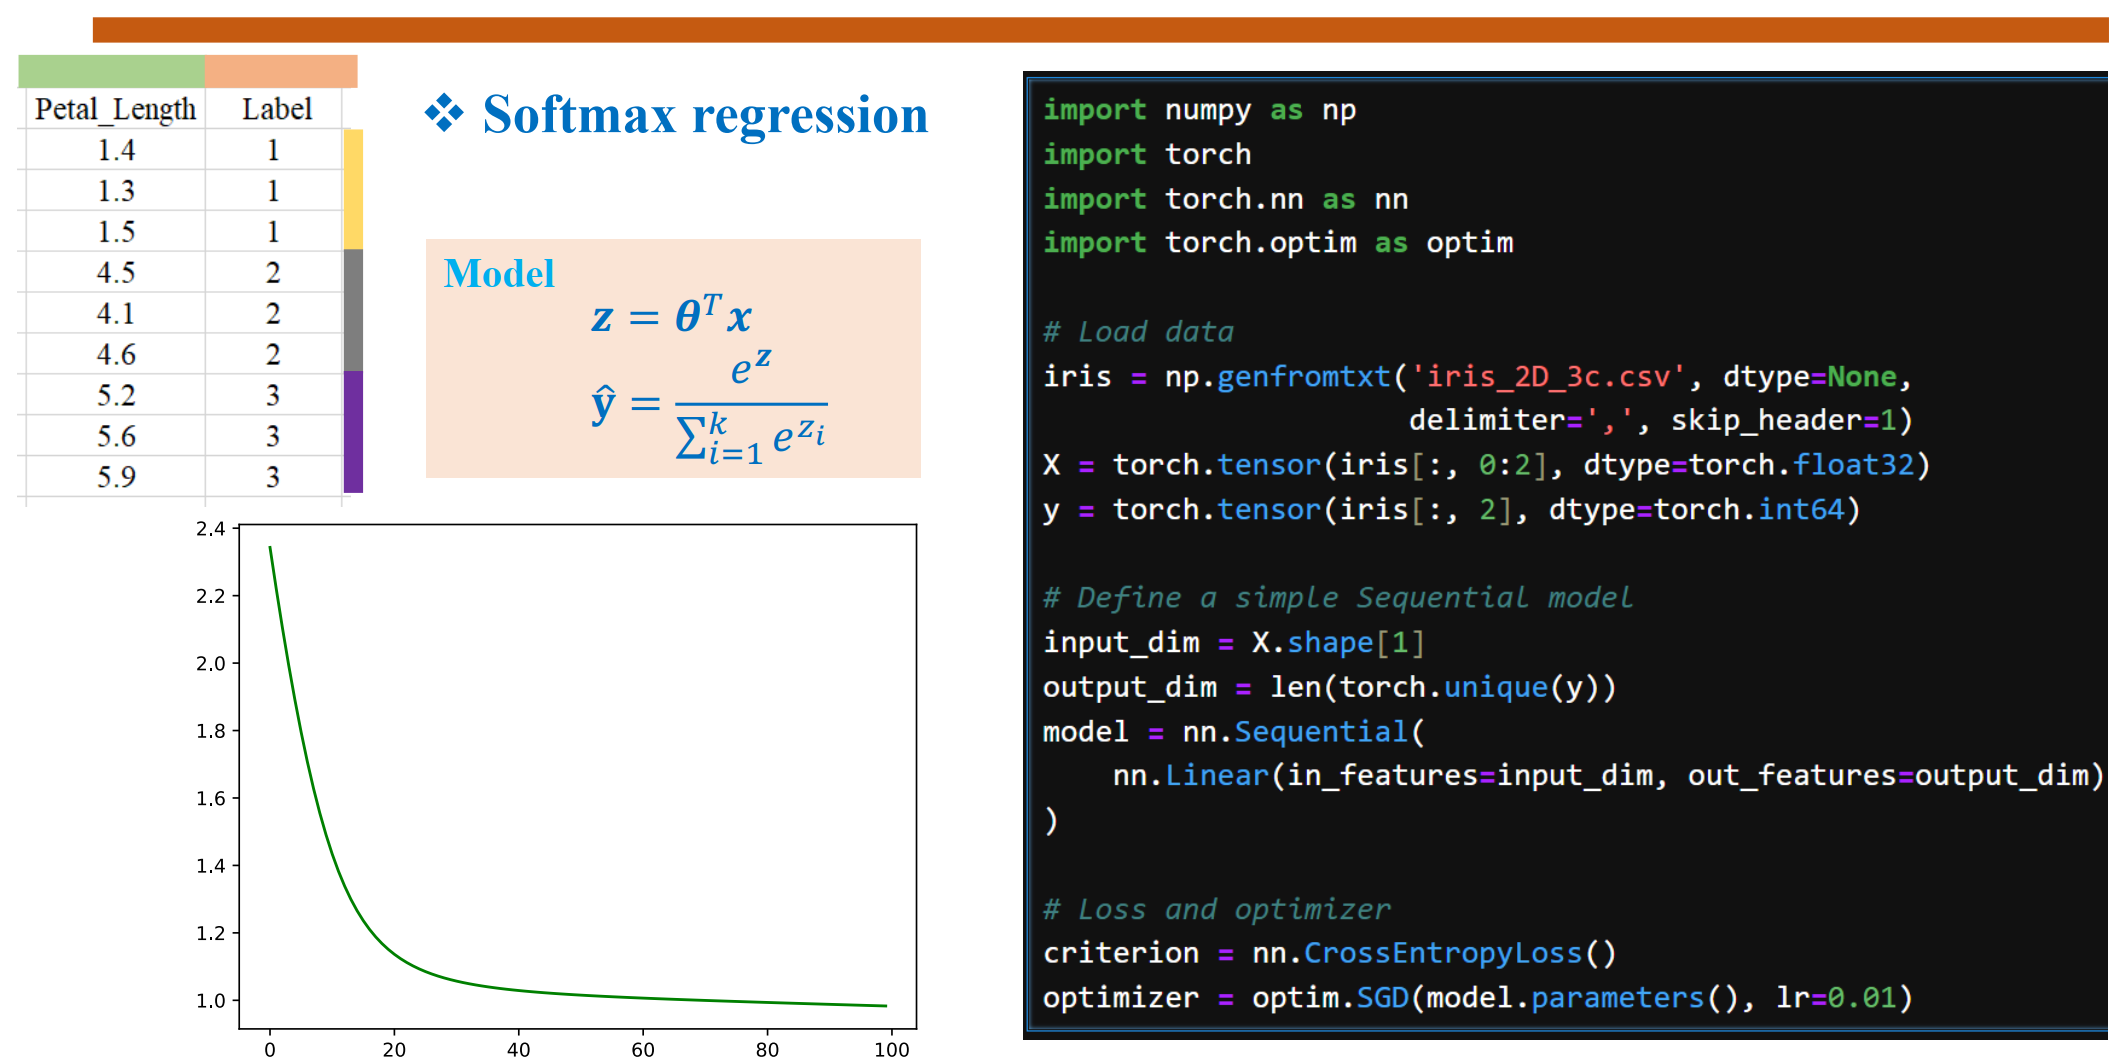 Petal_Length Label
1.4 1
1.3 1
1.5 1
4.5 2
4.1 2
4.6 2
5.2 3
5.6 3
5.9 3
❖ Softmax regression
Model
z = θ^T x
ŷ = e^z / ∑_{i=1}^{k} e^{z_i}
2.4
2.2
2.0
1.8
1.6
1.4
1.2
1.0
0 20 40 60 80 100
import numpy as np
import torch
import torch.nn as nn
import torch.optim as optim
# Load data
iris = np.genfromtxt('iris_2D_3c.csv', dtype=None,
delimiter=',', skip_header=1)
X = torch.tensor(iris[:, 0:2], dtype=torch.float32)
y = torch.tensor(iris[:, 2], dtype=torch.int64)
# Define a simple Sequential model
input_dim = X.shape[1]
output_dim = len(torch.unique(y))
model = nn.Sequential(
nn.Linear(in_features=input_dim, out_features=output_dim)
)
# Loss and optimizer
criterion = nn.CrossEntropyLoss()
optimizer = optim.SGD(model.parameters(), lr=0.01)